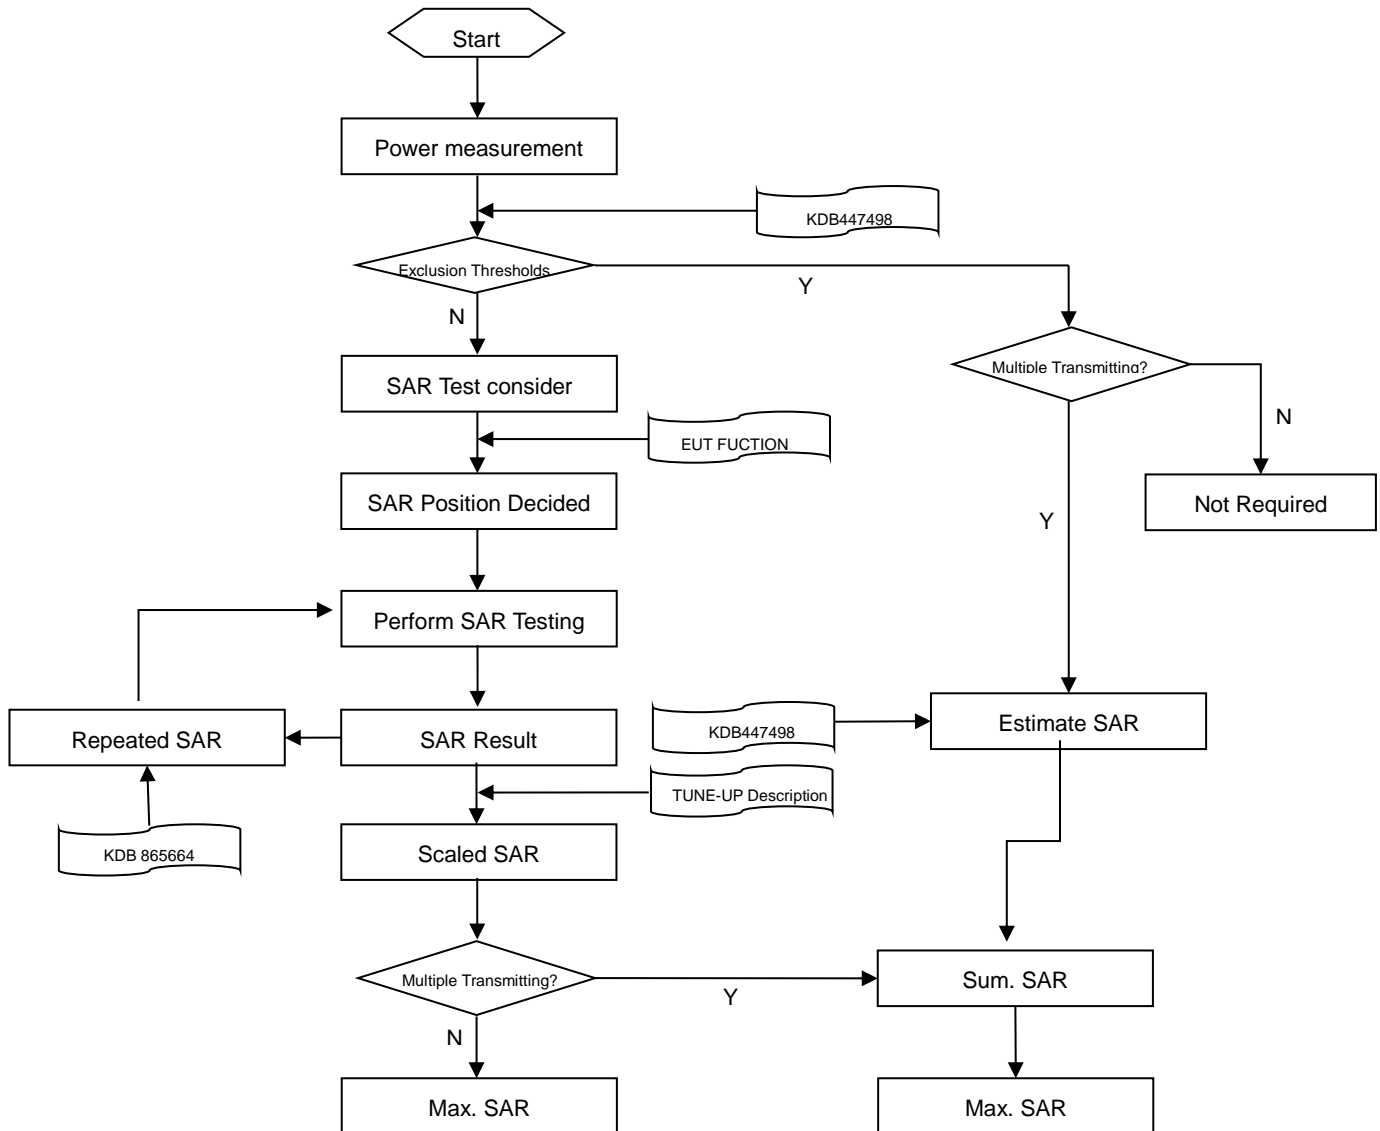 Start
Power measurement
KDB447498
Exclusion Thresholds
Y
N
Multiple Transmitting?
SAR Test consider
N
EUT FUCTION
SAR Position Decided
Not Required
Y
Perform SAR Testing
Repeated SAR
SAR Result
KDB447498
Estimate SAR
TUNE-UP Description
KDB 865664
Scaled SAR
Multiple Transmitting?
Y
Sum. SAR
N
Max. SAR
Max. SAR